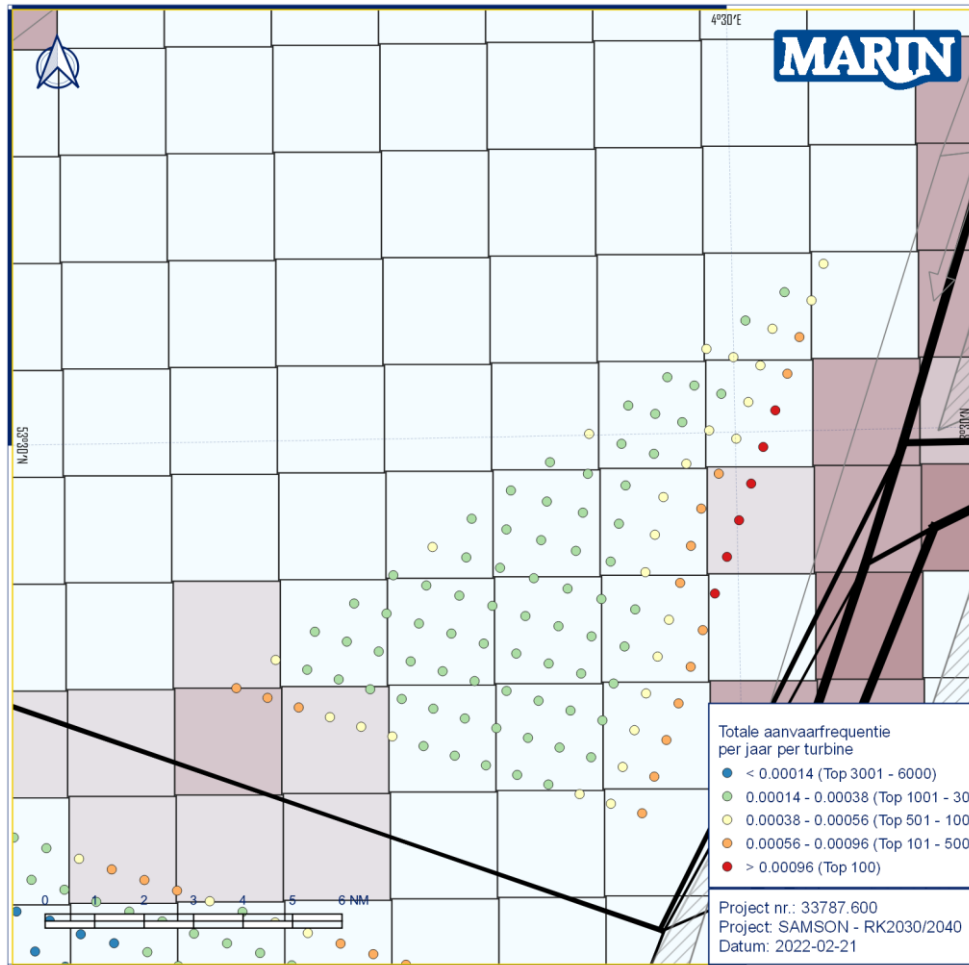 4°30'E
MARIN
53°30'N
0 1 2 3 4 5 6 NM
Totale aanvaarfrequentie
per jaar per turbine
< 0.00014 (Top 3001 - 6000)
0.00014 - 0.00038 (Top 1001 - 30
0.00038 - 0.00056 (Top 501 - 100
0.00056 - 0.00096 (Top 101 - 500
> 0.00096 (Top 100)
Project nr.: 33787.600
Project: SAMSON - RK2030/2040
Datum: 2022-02-21